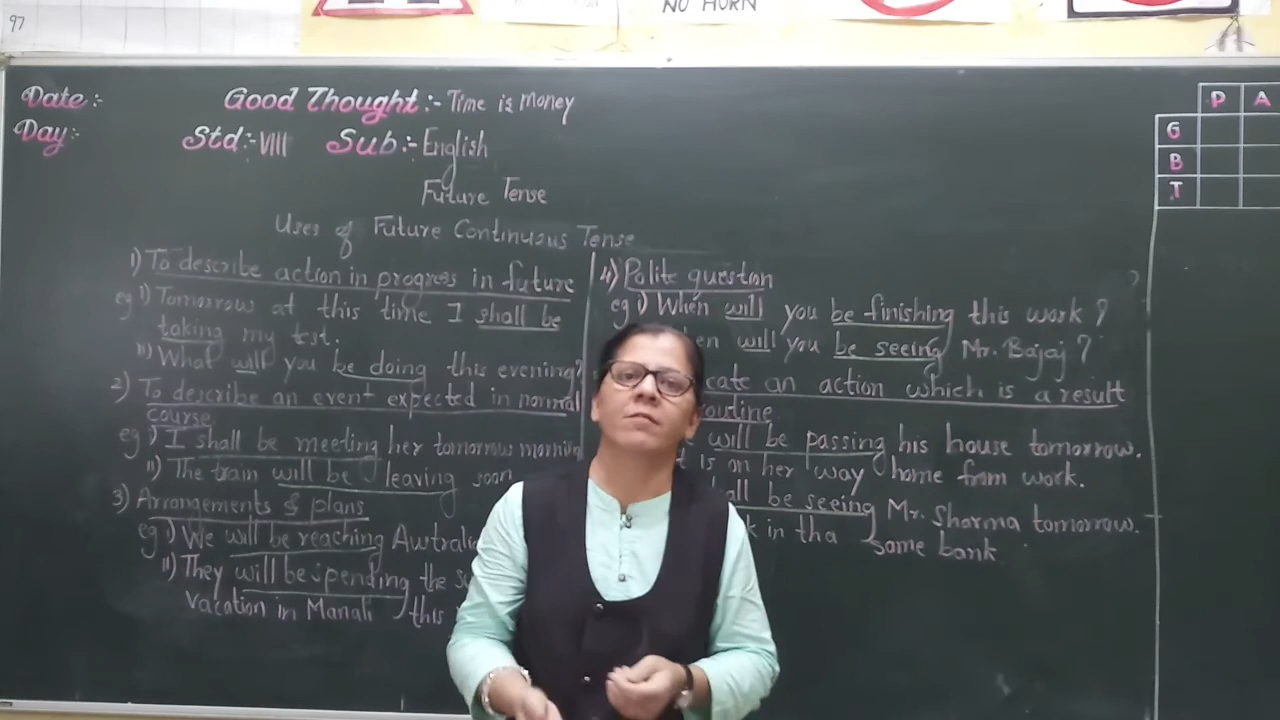 97
NO HORN
Date :-
Good Thought :- Time is Money
Day:-
Std:- VIII Sub:- English
P A
G
B
T
Future Tense
Uses of Future Continuous Tense
1) To describe action in progress in future
eg i) Tomorrow at this time I shall be
taking my test.
ii) What will you be doing this evening?
2) To describe an event expected in normal
course
eg i) I shall be meeting her tomorrow
ii) The train will be leaving soon
3) Arrangements & plans
eg i) We will be reaching
ii) They will be spending the
vacation in Manali this
4) Polite question
eg i) When will you be finishing this work?
will you be seeing Mr. Bajaj?
an action which is a result
routine
will be passing his house tomorrow.
is on her way home from work.
be seeing Mr. Sharma tomorrow.
in tha same bank